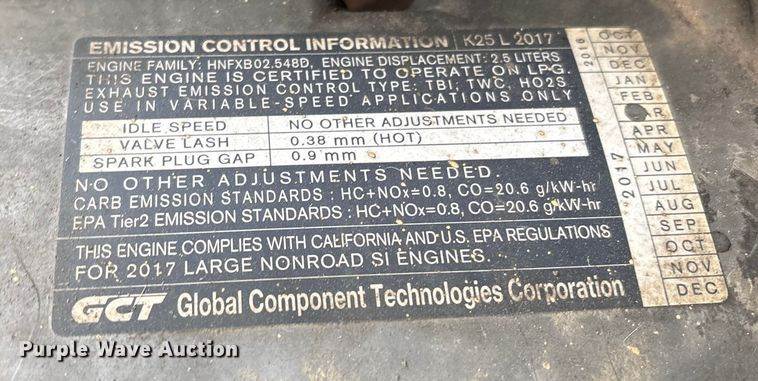 EMISSION CONTROL INFORMATION K25 L 2017
ENGINE FAMILY: HNFXB02.548D, ENGINE DISPLACEMENT: 2.5 LITERS
THIS ENGINE IS CERTIFIED TO OPERATE ON LPG.
EXHAUST EMISSION CONTROL TYPE: TBI, TWC, HO2S
USE IN VARIABLE-SPEED APPLICATIONS ONLY
IDLE SPEED NO OTHER ADJUSTMENTS NEEDED
VALVE LASH 0.38 mm (HOT)
SPARK PLUG GAP 0.9 mm
NO OTHER ADJUSTMENTS NEEDED.
CARB EMISSION STANDARDS : HC+NOx=0.8, CO=20.6 g/kW-hr
EPA Tier2 EMISSION STANDARDS : HC+NOx=0.8, CO=20.6 g/kW-hr
THIS ENGINE COMPLIES WITH CALIFORNIA AND U.S. EPA REGULATIONS
FOR 2017 LARGE NONROAD SI ENGINES.
GCT Global Component Technologies Corporation
2016
OCT
NOV
DEC
2017
JAN
FEB
AR
APR
MAY
JUN
JUL
AUG
SEP
OCT
NOV
DEC
Purple Wave Auction